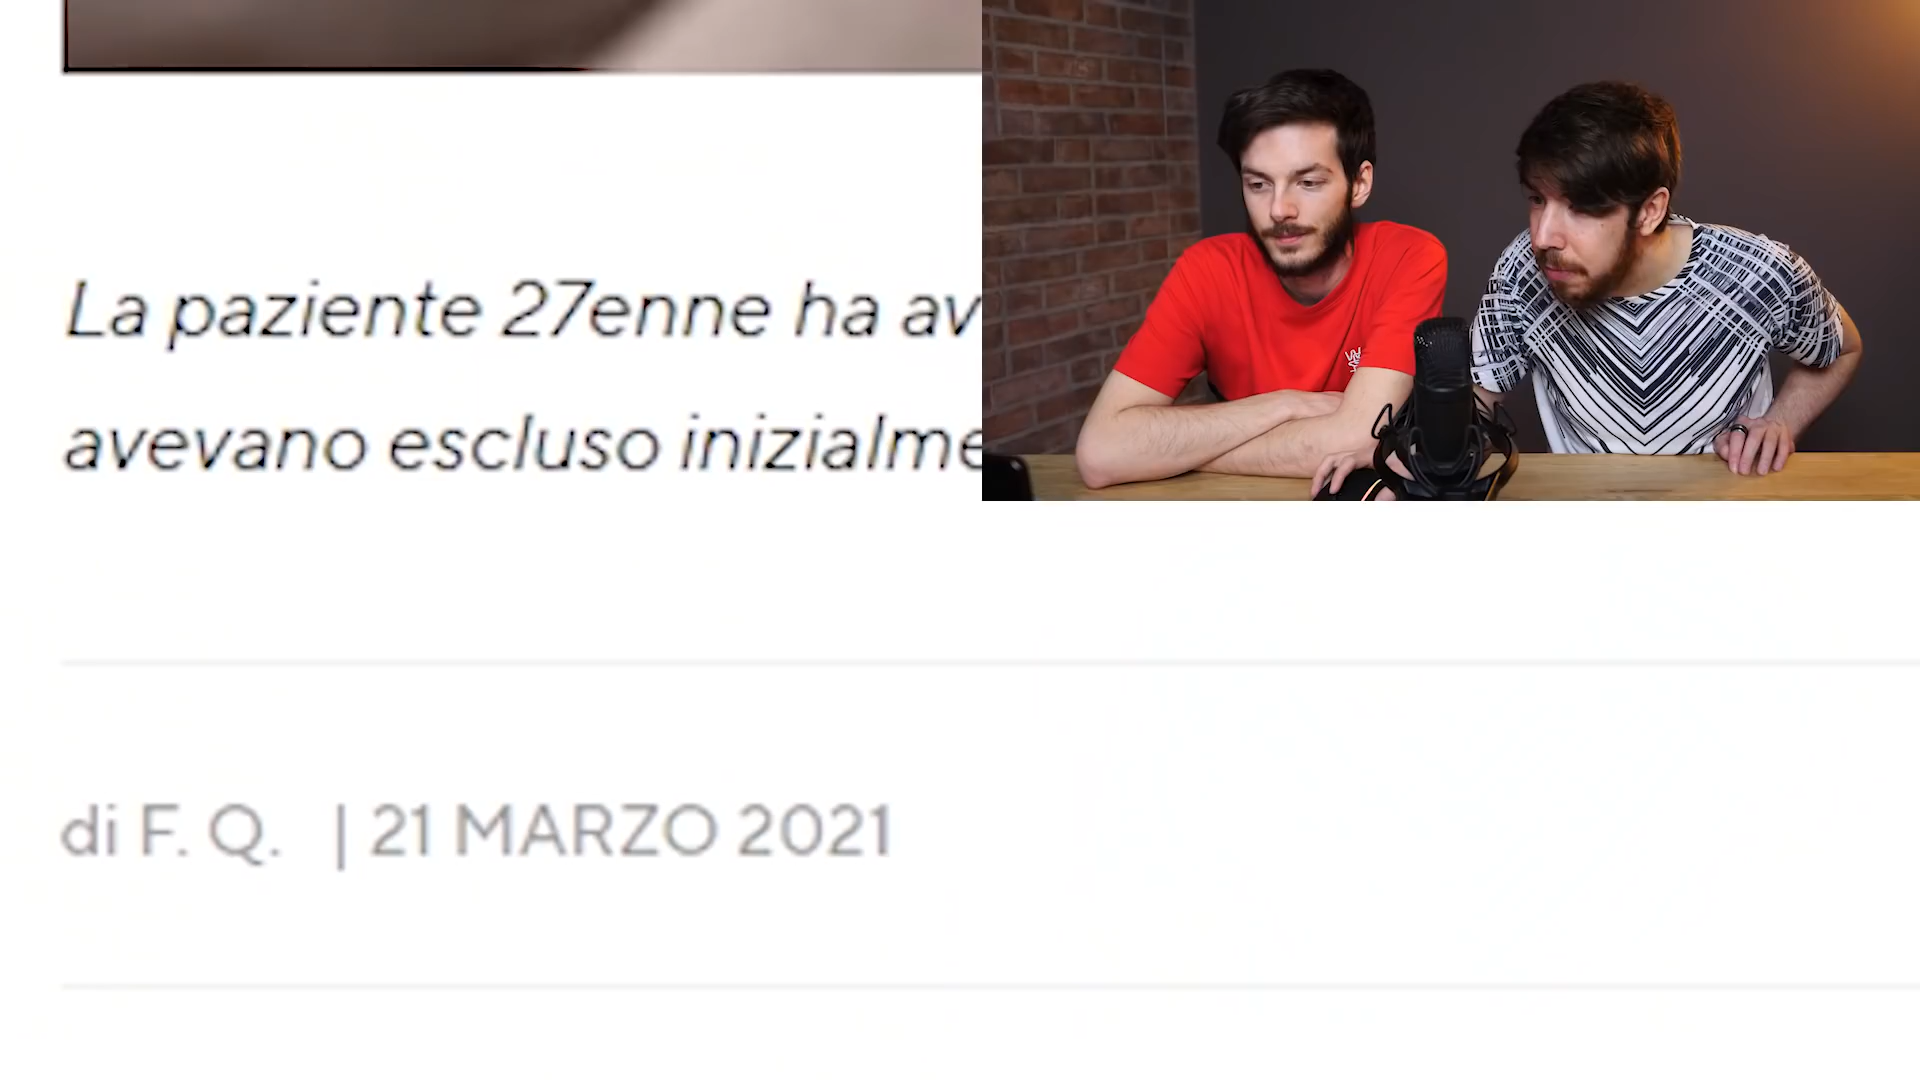 La paziente 27enne ha av
avevano escluso inizialme
di F. Q. | 21 MARZO 2021